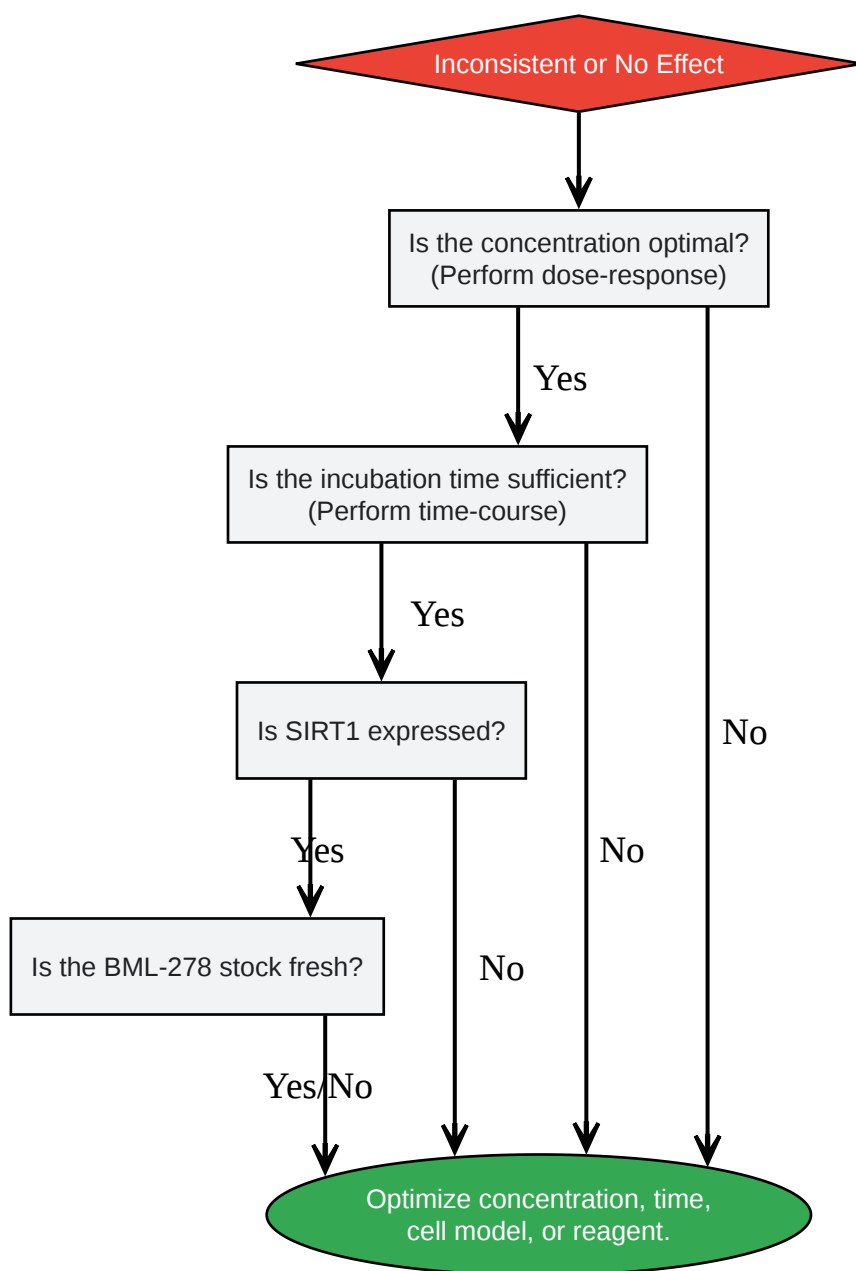 Inconsistent or No Effect
Is the concentration optimal?
(Perform dose-response)
Yes
Is the incubation time sufficient?
(Perform time-course)
Yes
Is SIRT1 expressed?
No
Yes
No
Is the BML-278 stock fresh?
No
Yes/No
Optimize concentration, time,
cell model, or reagent.